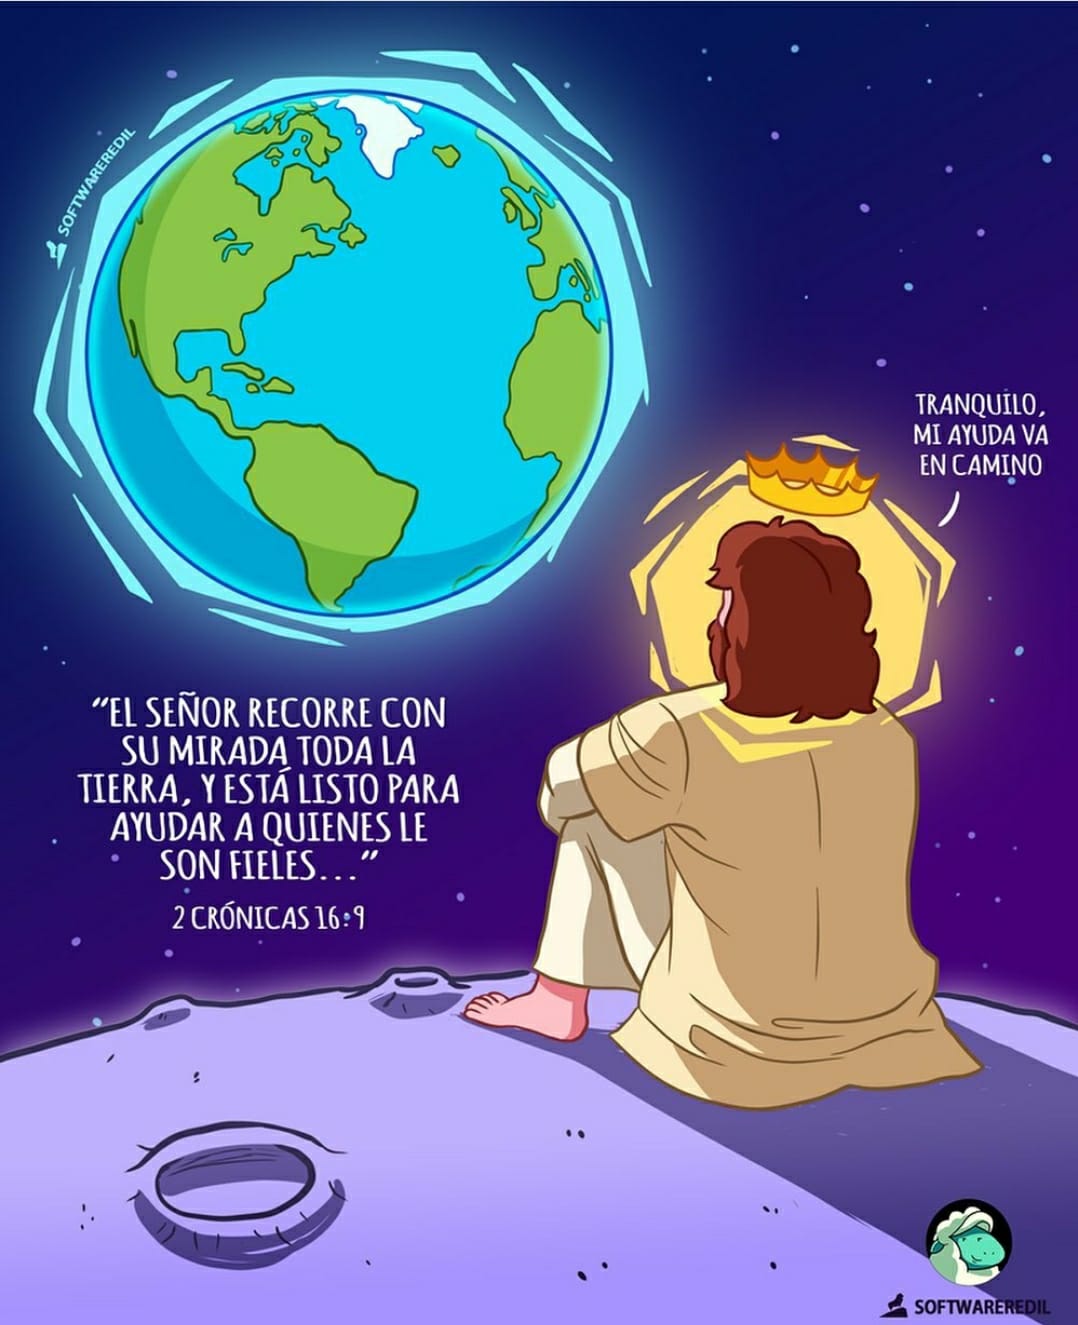 SOFTWAREREDIL
TRANQUILO,
MI AYUDA VA
EN CAMINO
“EL SEÑOR RECORRE CON
SU MIRADA TODA LA
TIERRA, Y ESTÁ LISTO PARA
AYUDAR A QUIENES LE
SON FIELES...”
2 CRÓNICAS 16:9
SOFTWAREREDIL